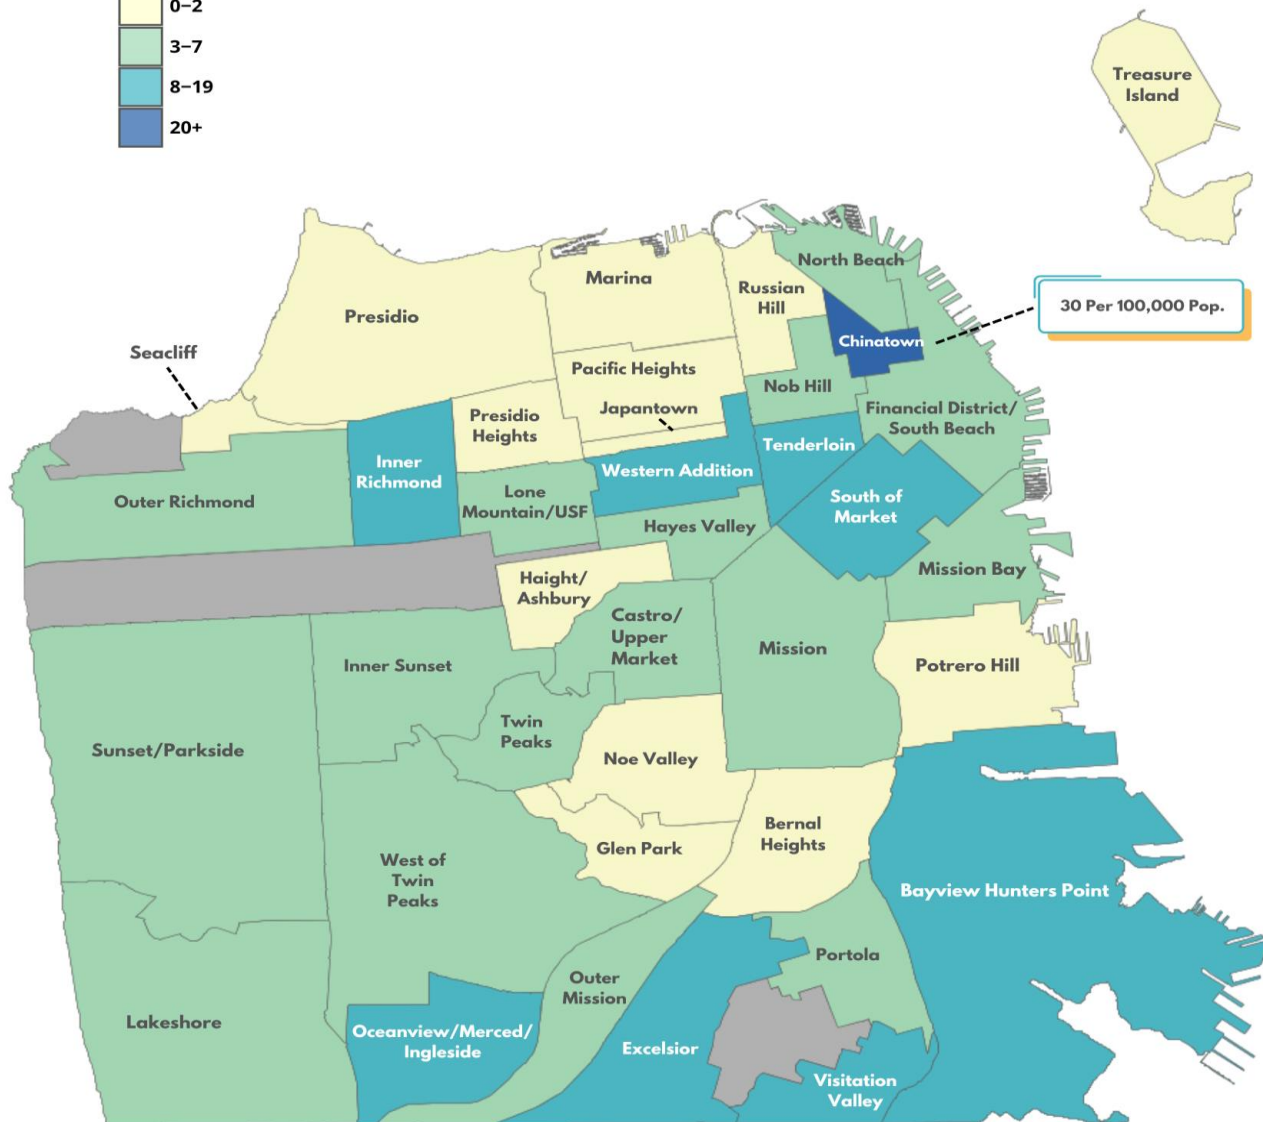 0–2
3–7
8–19
20+
Treasure
Island
North Beach
Marina
Russian
Hill
30 Per 100,000 Pop.
Presidio
Chinatown
Seacliff
Pacific Heights
Nob Hill
Japantown
Presidio
Heights
Financial District/
South Beach
Tenderloin
Inner
Richmond
Western Addition
Outer Richmond
Lone
Mountain/USF
South of
Market
Hayes Valley
Mission Bay
Haight/
Ashbury
Castro/
Upper
Market
Mission
Inner Sunset
Potrero Hill
Twin
Peaks
Sunset/Parkside
Noe Valley
Bernal
Heights
Glen Park
West of
Twin
Peaks
Bayview Hunters Point
Portola
Outer
Mission
Lakeshore
Oceanview/Merced/
Ingleside
Excelsior
Visitation
Valley